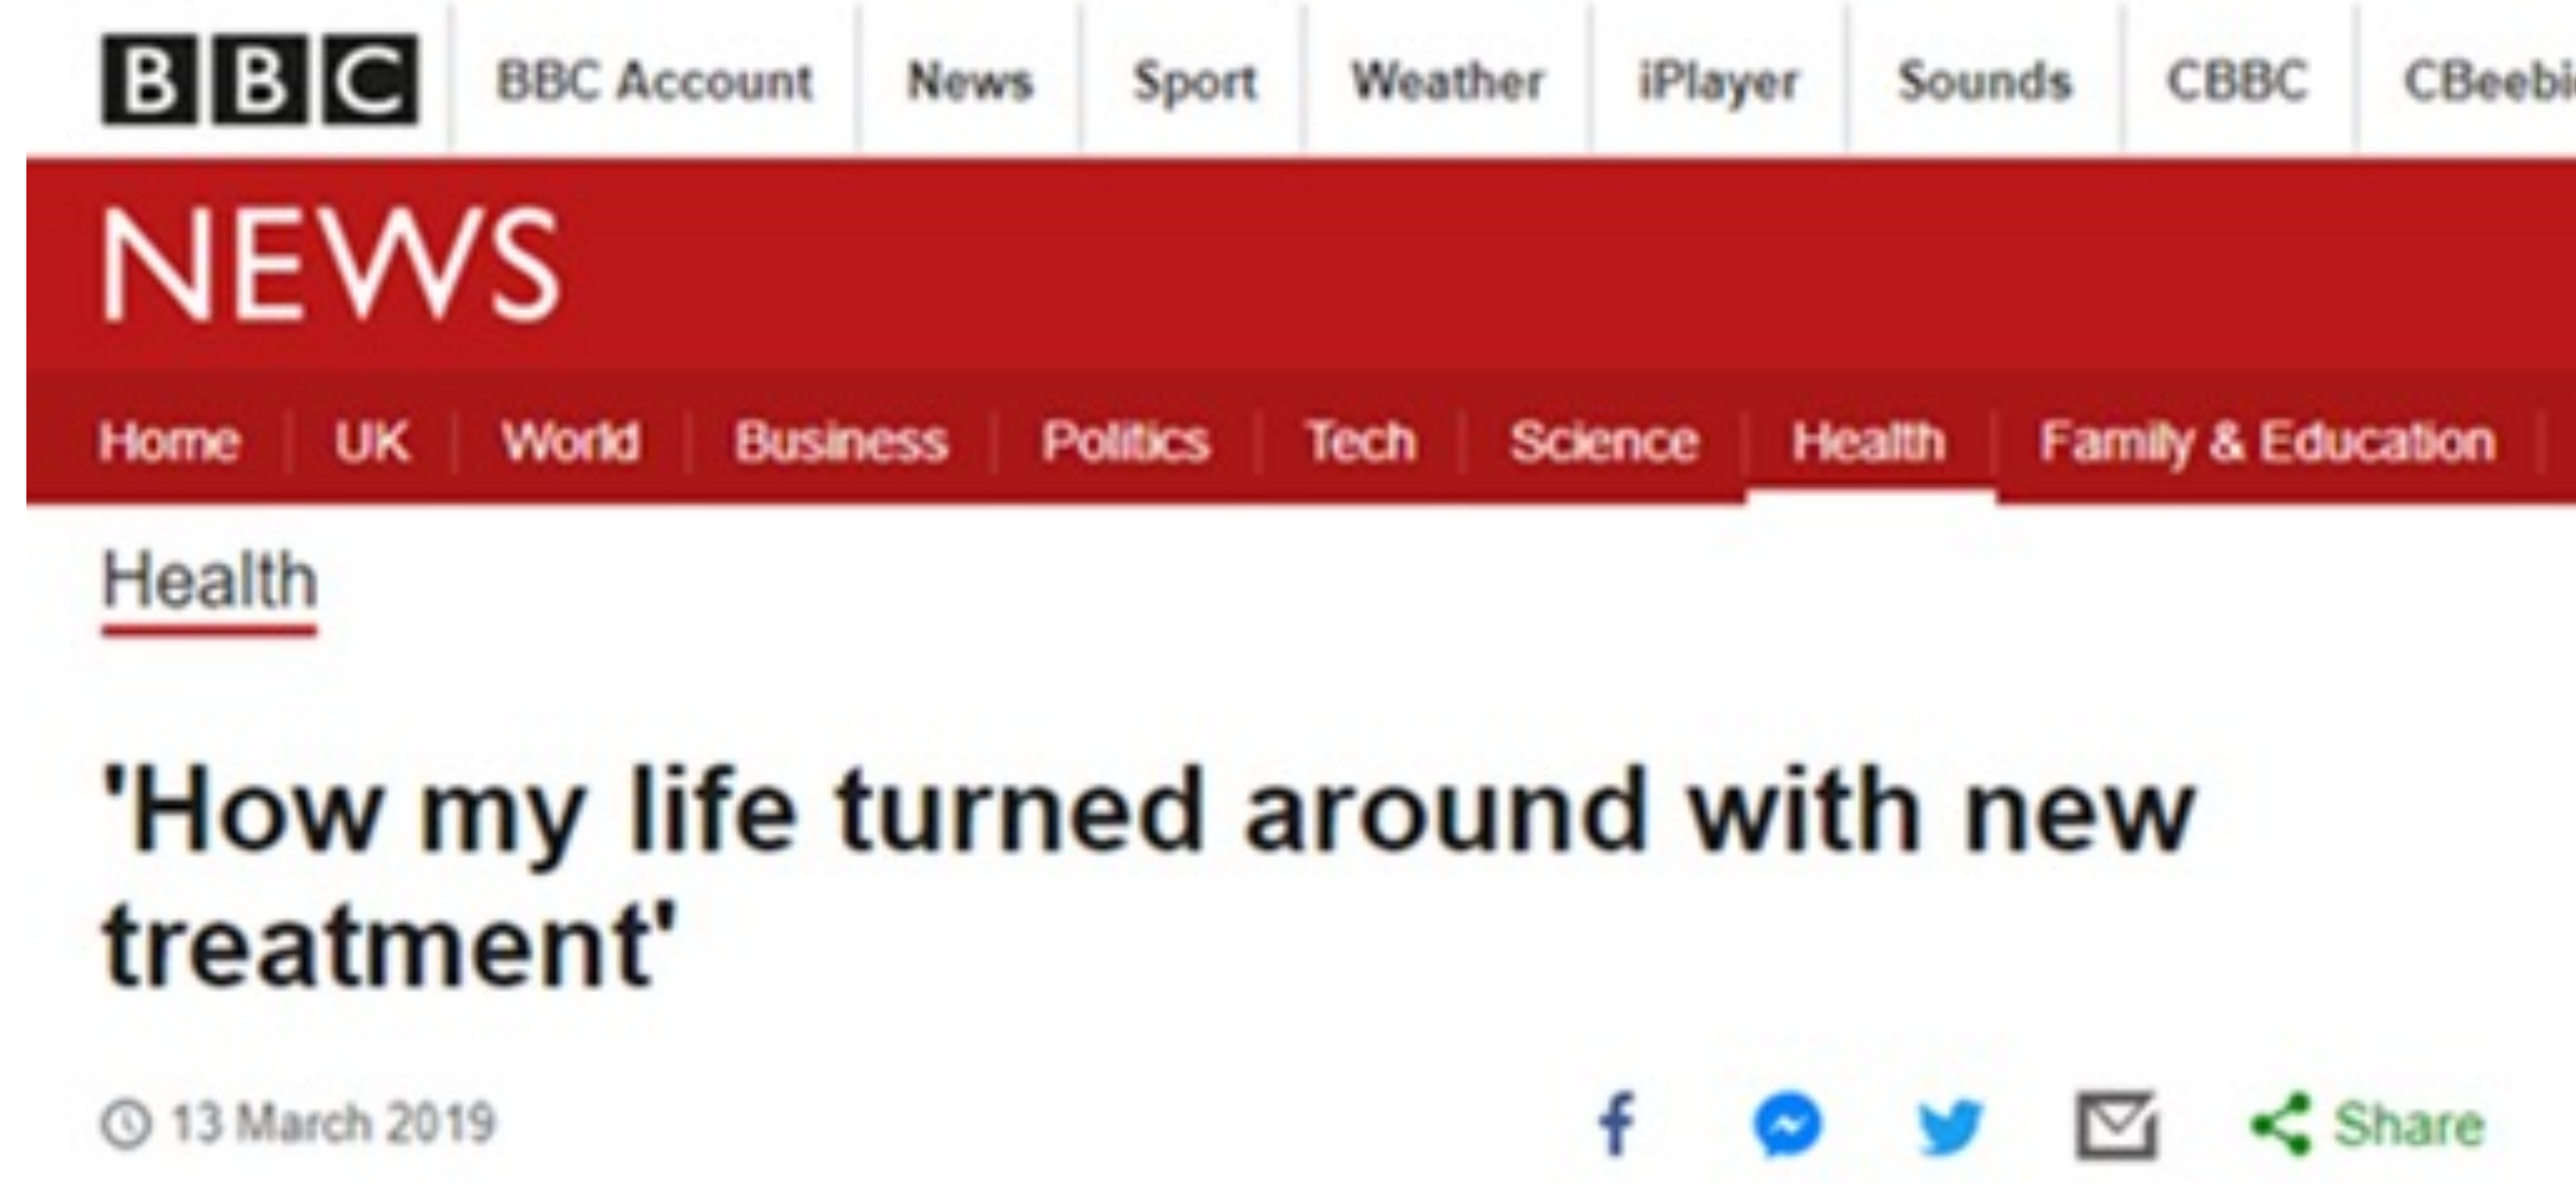 BBC BBC Account News Sport Weather iPlayer Sounds CBBC CBeebi
NEWS
Home UK World Business Politics Tech Science Health Family & Education
Health
'How my life turned around with new
treatment'
13 March 2019 Share